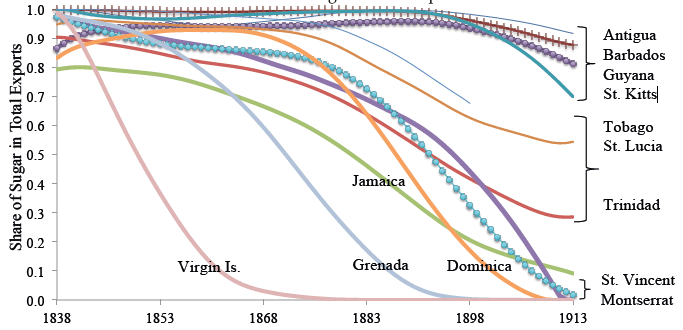 Share of Sugar in Total Exports
1.0
0.9
0.8
0.7
0.6
0.5
0.4
0.3
0.2
0.1
0.0
1838
1853
1868
1883
1898
1913
Virgin Is.
Jamaica
Grenada
Dominica
Antigua
Barbados
Guyana
St. Kitts
Tobago
St. Lucia
Trinidad
St. Vincent
Montserrat